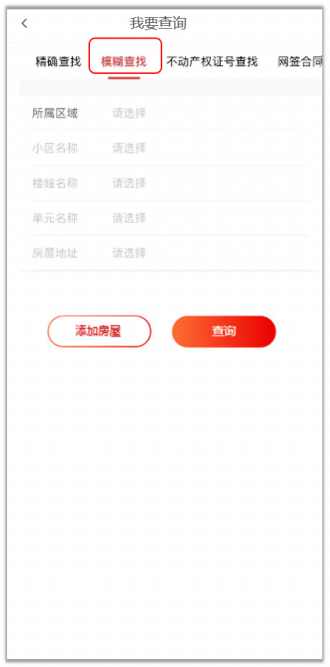 我要查询
精确查找 模糊查找 不动产权证号查找 网签合同
所属区域 请选择
小区名称 请选择
楼幢名称 请选择
单元名称 请选择
房屋地址 请选择
添加房屋 查询